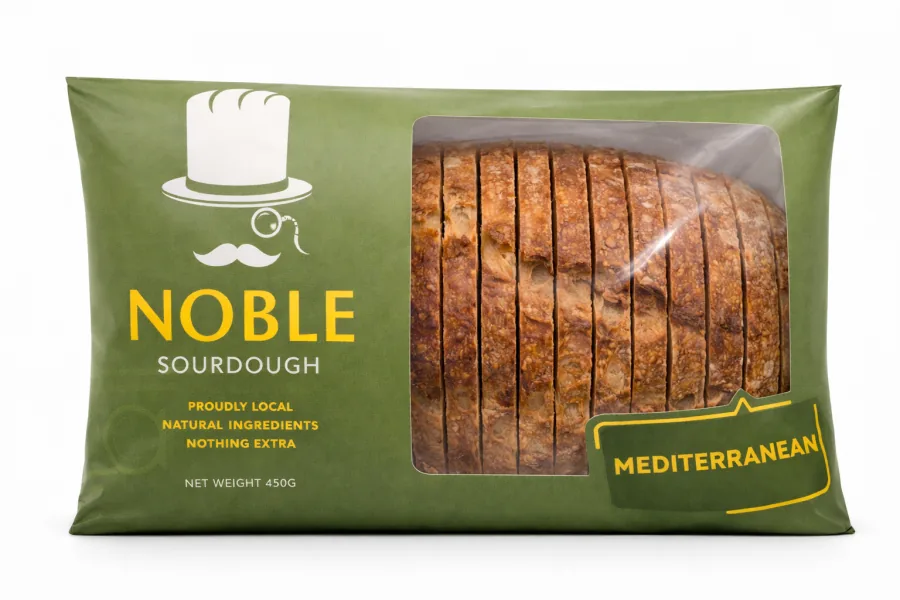 NOBLE
SOURDOUGH
PROUDLY LOCAL
NATURAL INGREDIENTS
NOTHING EXTRA
NET WEIGHT 450G
MEDITERRANEAN